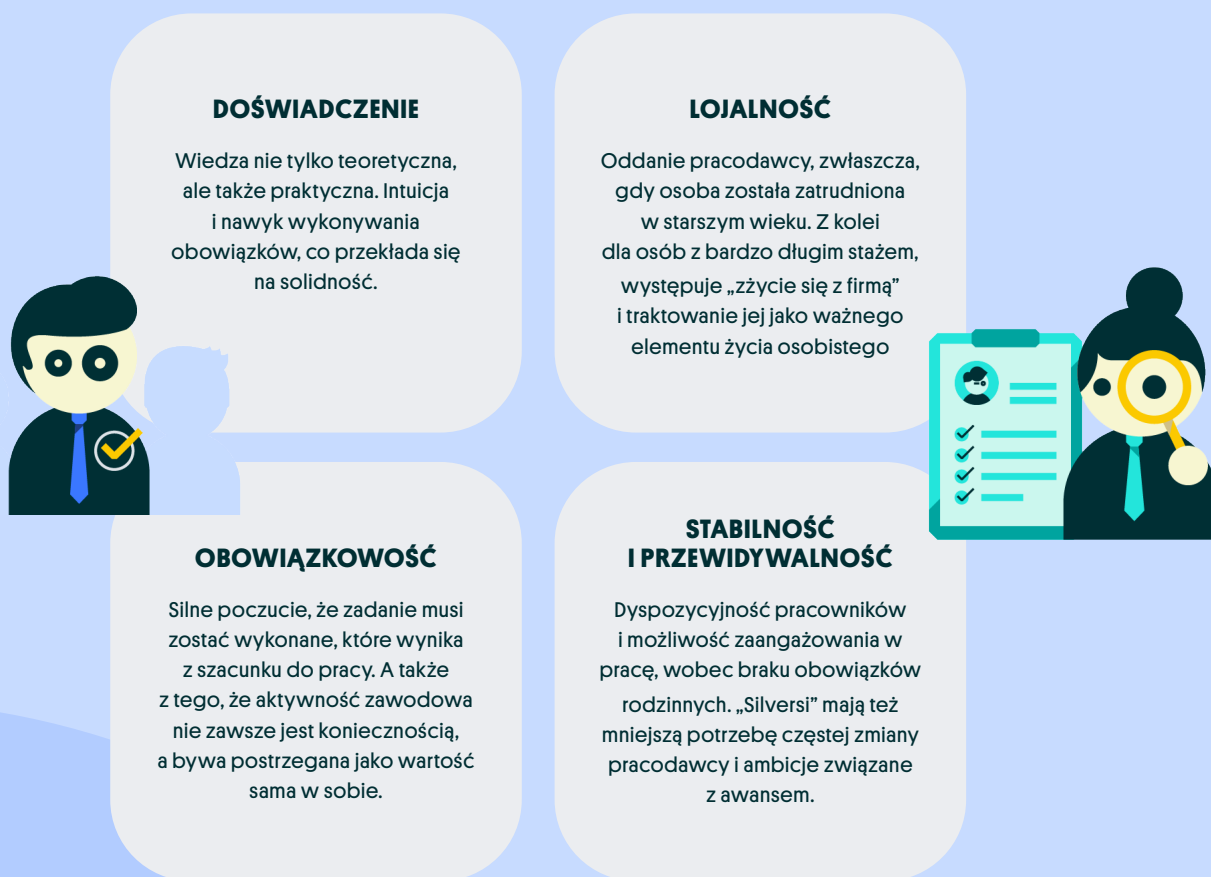 DOŚWIADCZENIE
Wiedza nie tylko teoretyczna,
ale także praktyczna. Intuicja
i nawyk wykonywania
obowiązków, co przekłada się
na solidność.
LOJALNOŚĆ
Oddanie pracodawcy, zwłaszcza,
gdy osoba została zatrudniona
w starszym wieku. Z kolei
dla osób z bardzo długim stażem,
występuje „zżycie się z firmą”
i traktowanie jej jako ważnego
elementu życia osobistego
OBOWIĄZKOWOŚĆ
Silne poczucie, że zadanie musi
zostać wykonane, które wynika
z szacunku do pracy. A także
z tego, że aktywność zawodowa
nie zawsze jest koniecznością,
a bywa postrzegana jako wartość
sama w sobie.
STABILNOŚĆ
I PRZEWIDYWALNOŚĆ
Dyspozycyjność pracowników
i możliwość zaangażowania w
pracę, wobec braku obowiązków
rodzinnych. „Silversi” mają też
mniejszą potrzebę częstej zmiany
pracodawcy i ambicje związane
z awansem.